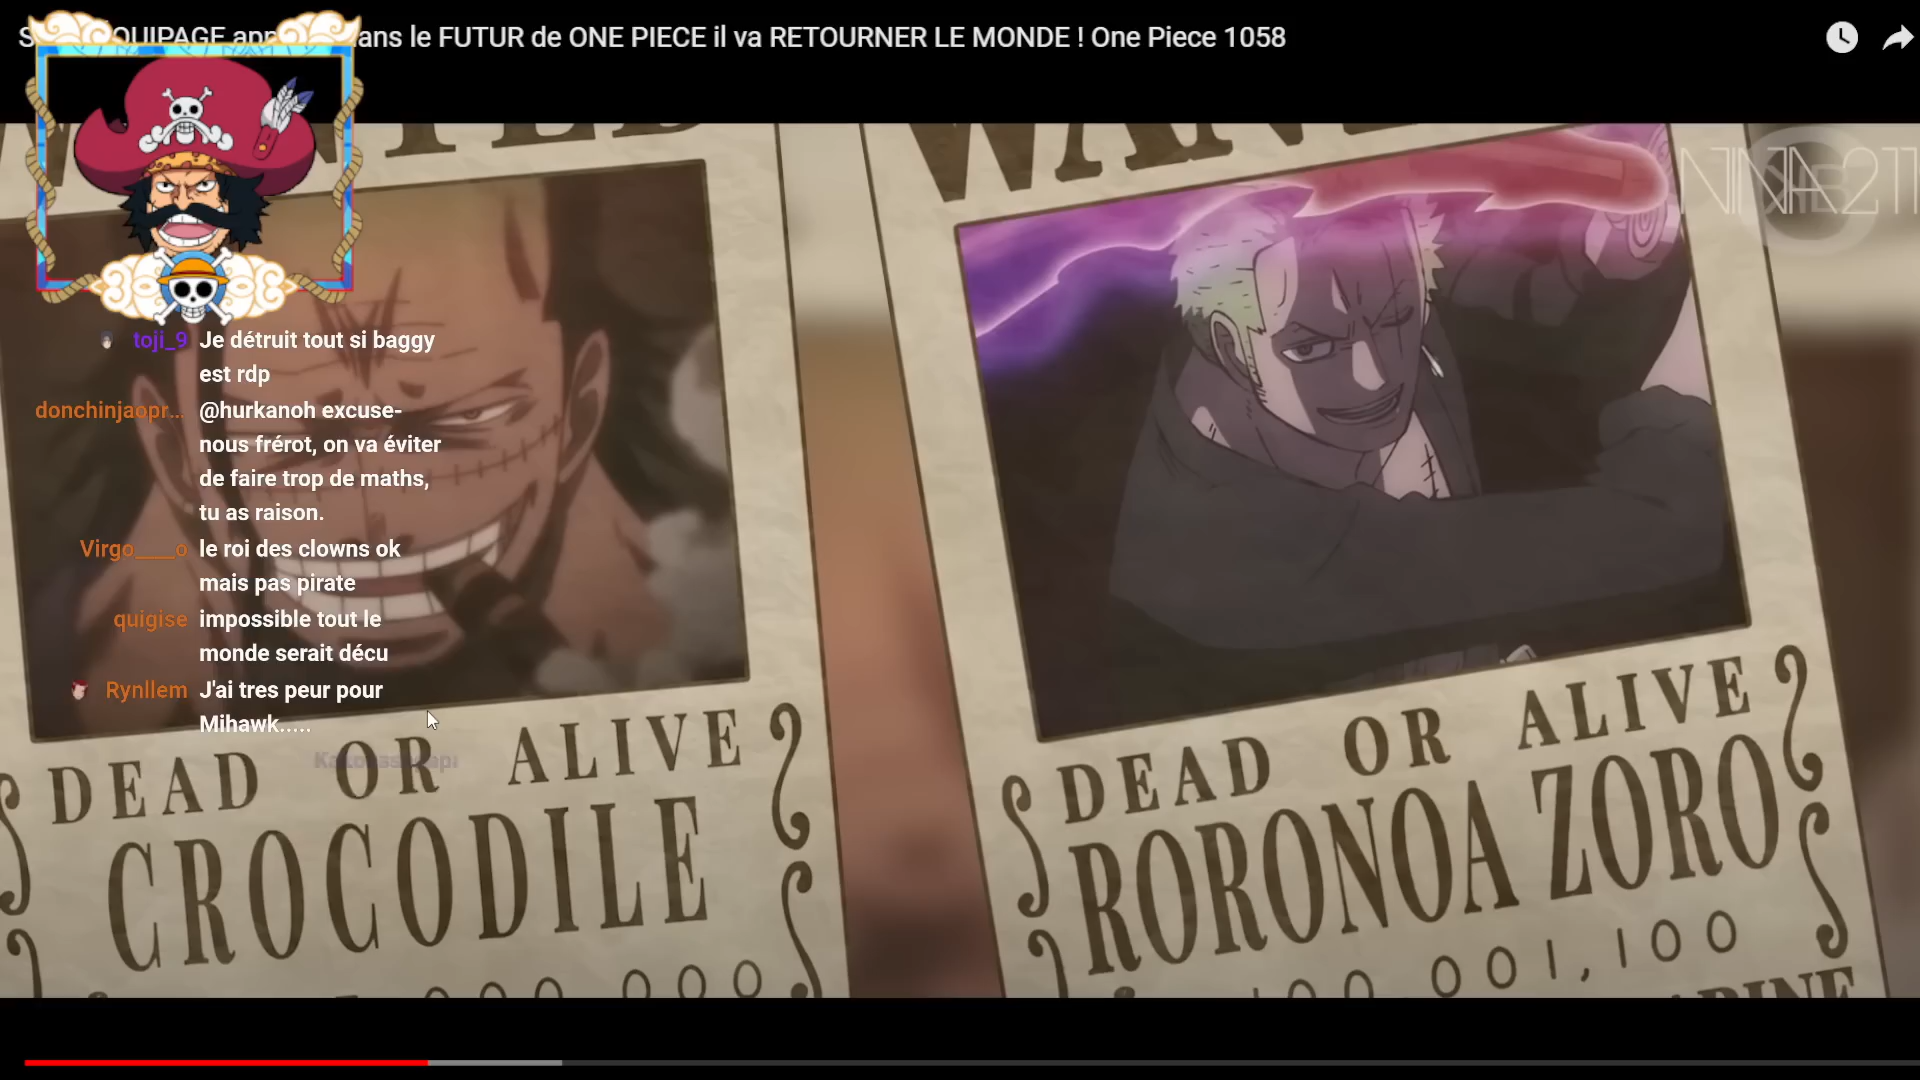 dans le FUTUR de ONE PIECE il va RETOURNER LE MONDE ! One Piece 1058
NINA211
toji_9 Je détruit tout si baggy
est rdp
donchinjaopr... @hurkanoh excuse-
nous frérot, on va éviter
de faire trop de maths,
tu as raison.
Virgo____o le roi des clowns ok
mais pas pirate
quigise impossible tout le
monde serait décu
Rynllem J'ai tres peur pour
Mihawk.....
DEAD OR ALIVE
CROCODILE
DEAD OR ALIVE
RORONOA ZORO
001,100